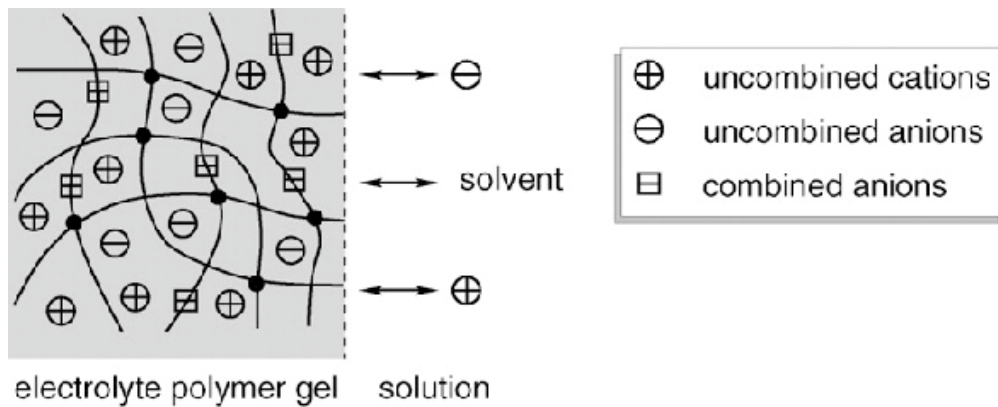 uncombined cations
uncombined anions
solvent
combined anions
electrolyte polymer gel
solution